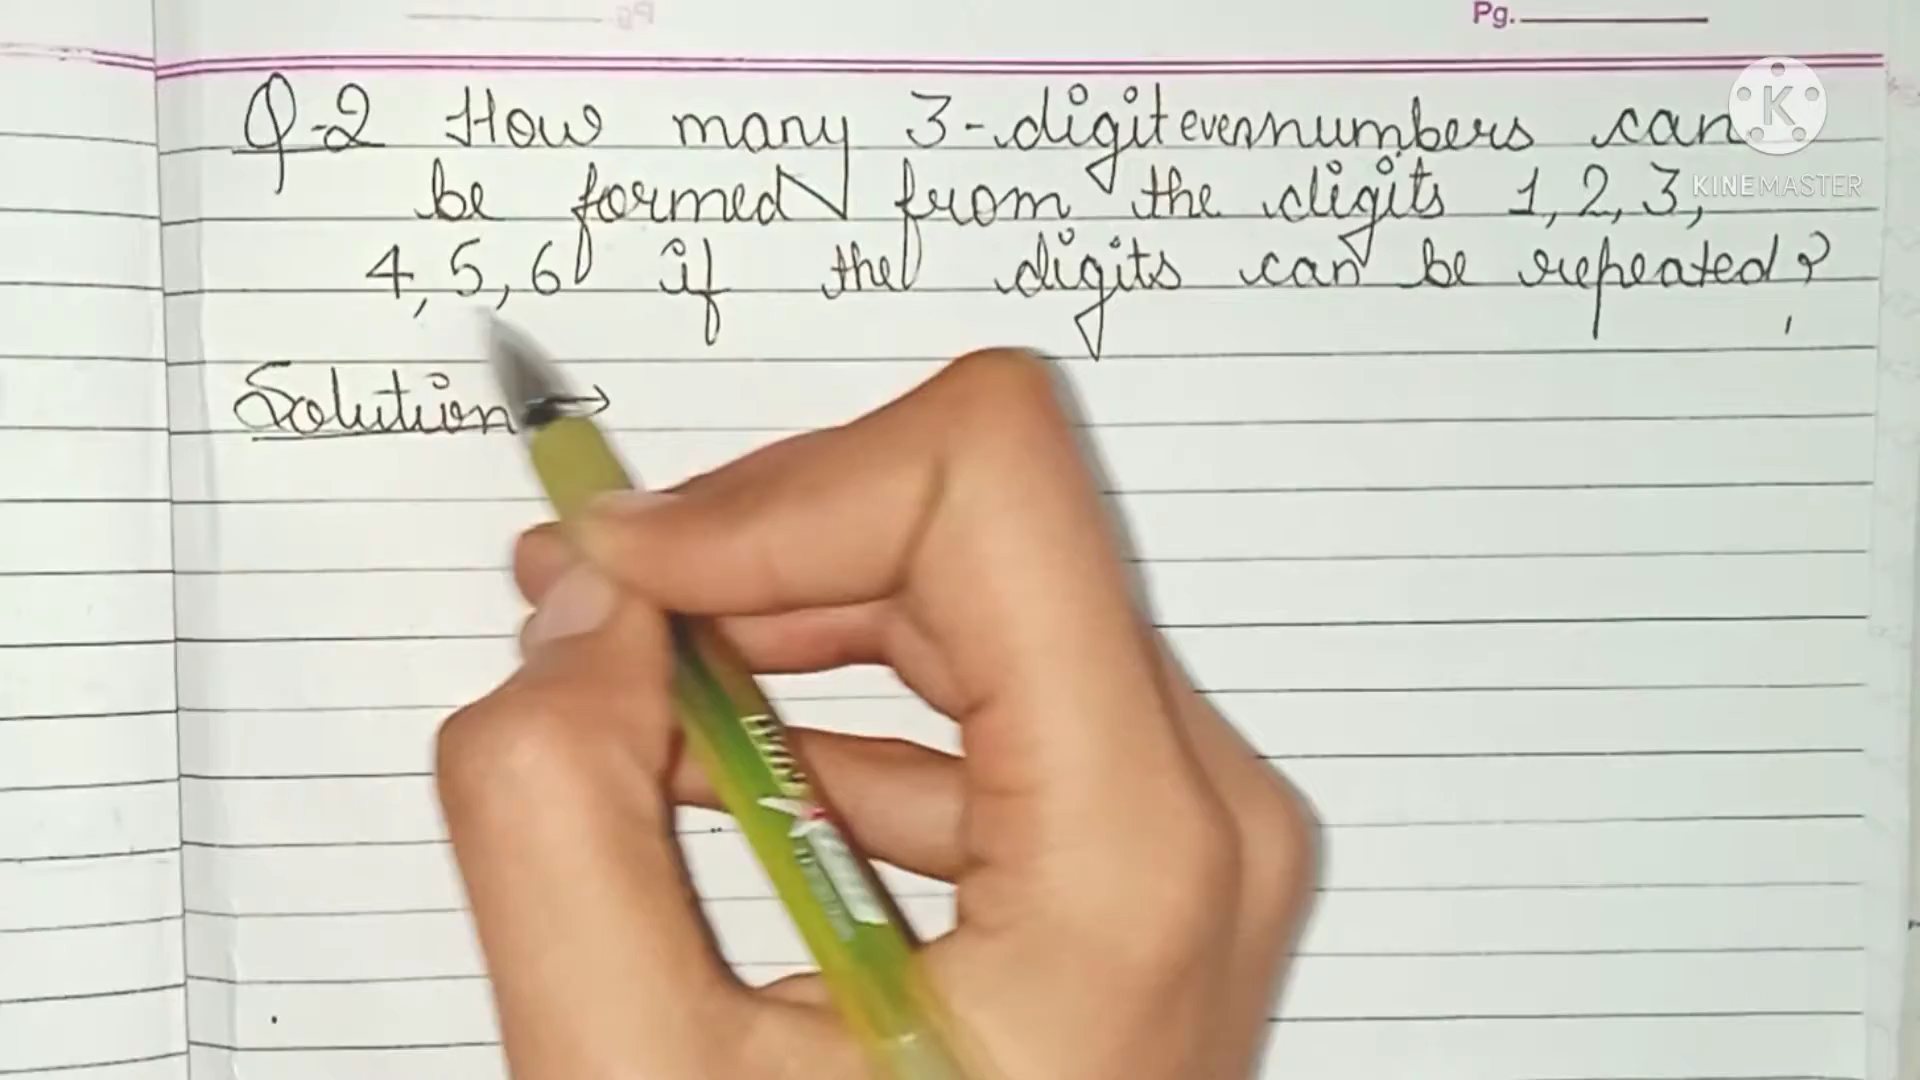 Pg.
Q-2 How many 3-digit even numbers can
be formed from the digits 1, 2, 3,
4, 5, 6 if the digits can be repeated?
Solution →
K
KINEMASTER